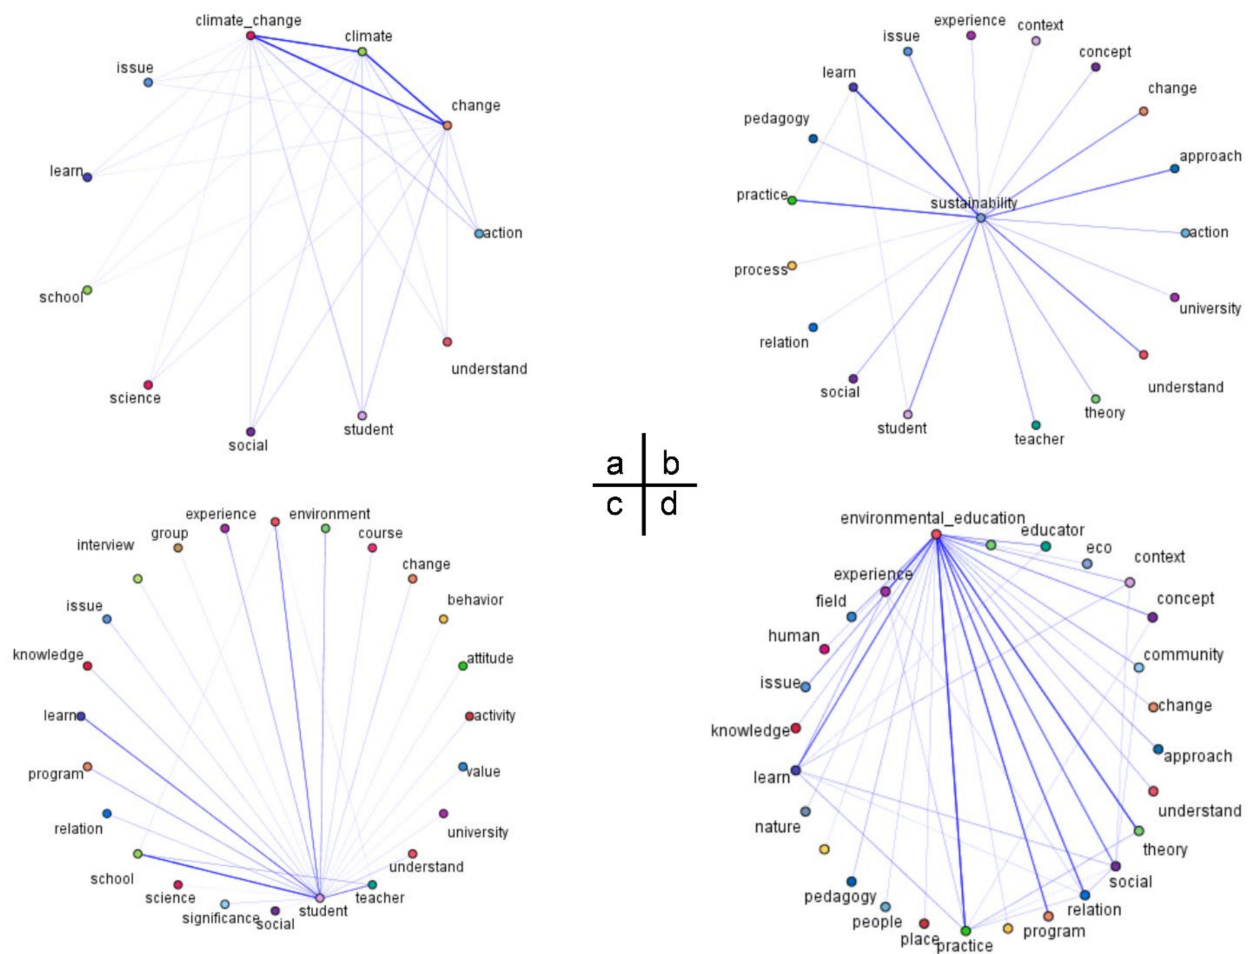 climate_change
climate
issue
change
learn
action
school
understand
science
student
social
experience
context
issue
concept
learn
change
pedagogy
approach
practice
sustainability
action
process
university
relation
understand
social
theory
student
teacher
a b
c d
experience
environment
group
course
interview
change
issue
behavior
knowledge
attitude
learn
activity
program
value
relation
university
school
understand
science
teacher
significance
student
social
environmental_education
educator
eco
context
experience
field
concept
human
community
issue
change
knowledge
approach
learn
understand
nature
theory
pedagogy
social
people
relation
place
program
practice